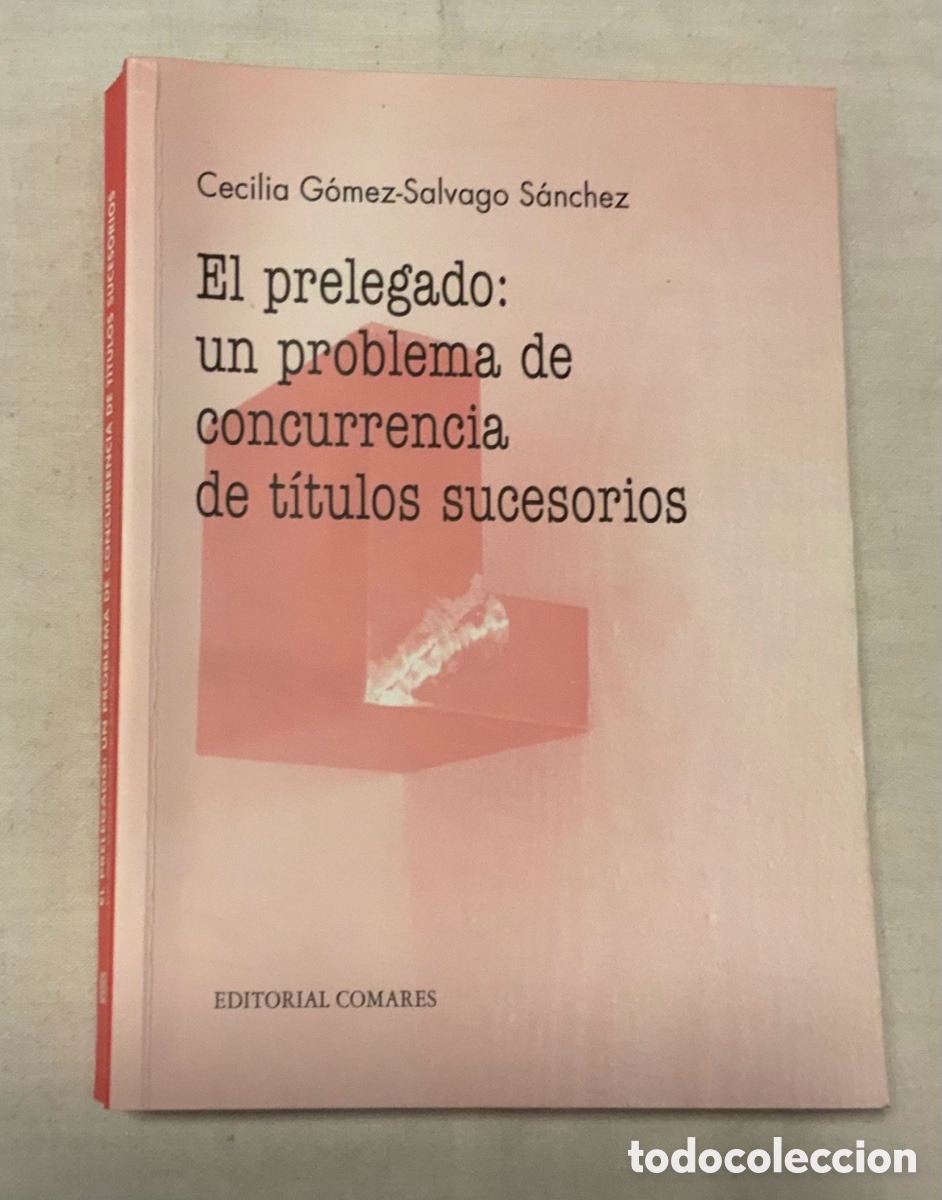 Cecilia Gómez-Salvago Sánchez
El prelegado:
un problema de
concurrencia
de títulos sucesorios
EDITORIAL COMARES
EL PRELEGADO: UN PROBLEMA DE CONCURRENCIA DE TÍTULOS SUCESORIOS
todocoleccion